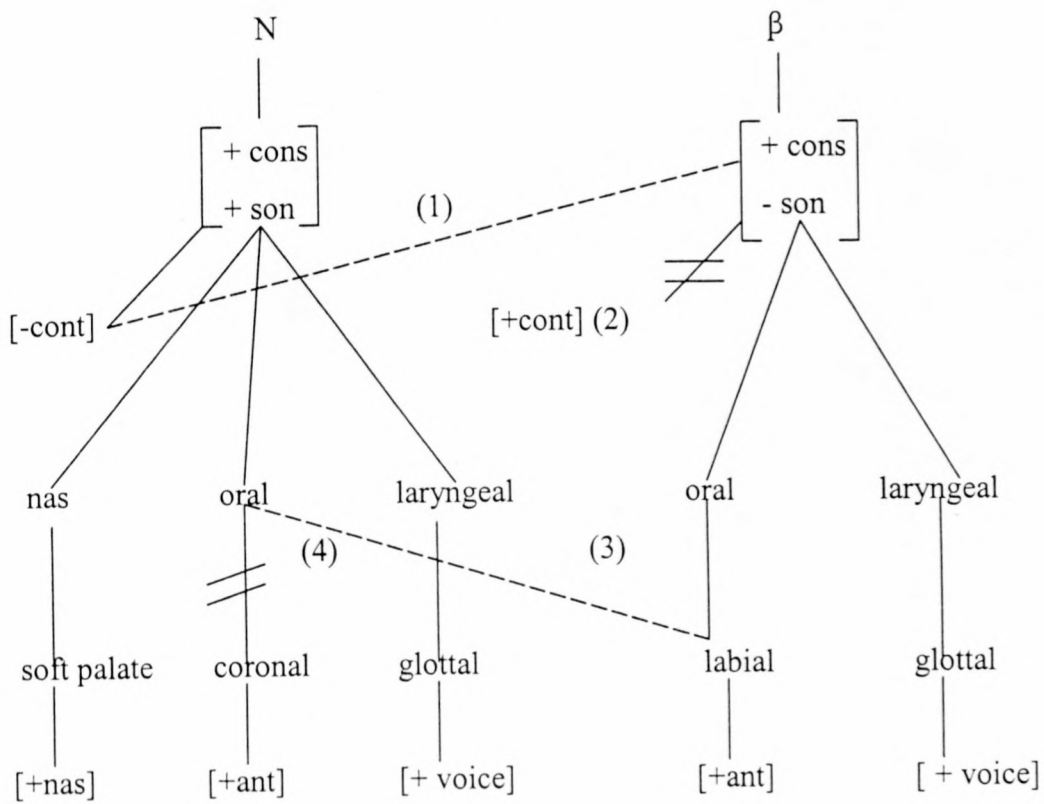 N β
[+ cons [+ cons
+ son] (1) - son]
[-cont] [+cont] (2)
nas oral laryngeal oral laryngeal
(4) (3)
soft palate coronal glottal labial glottal
[+nas] [+ant] [+ voice] [+ant] [ + voice]